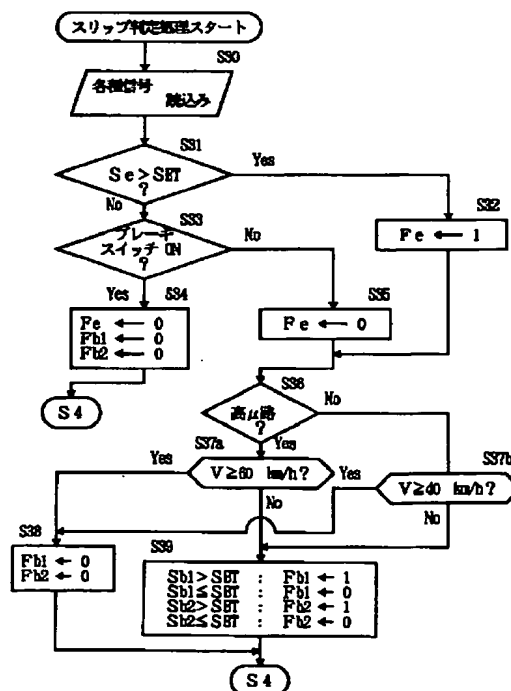 スリップ判定処理スタート
S30
各種信号
読込み
S31
Se>SET
?
Yes
No
S32
Fe ← 1
S33
ブレーキ
スイッチ ON
?
No
Yes
S34
Fe ← 0
Fb1 ← 0
Fb2 ← 0
S35
Fe ← 0
S4
S36
高μ路
?
No
Yes
S37a
V≥60 km/h?
Yes
No
S37b
V≥40 km/h?
Yes
No
S38
Fb1 ← 0
Fb2 ← 0
S39
Sb1>SET : Fb1 ← 1
Sb1≤SET : Fb1 ← 0
Sb2>SET : Fb2 ← 1
Sb2≤SET : Fb2 ← 0
S4